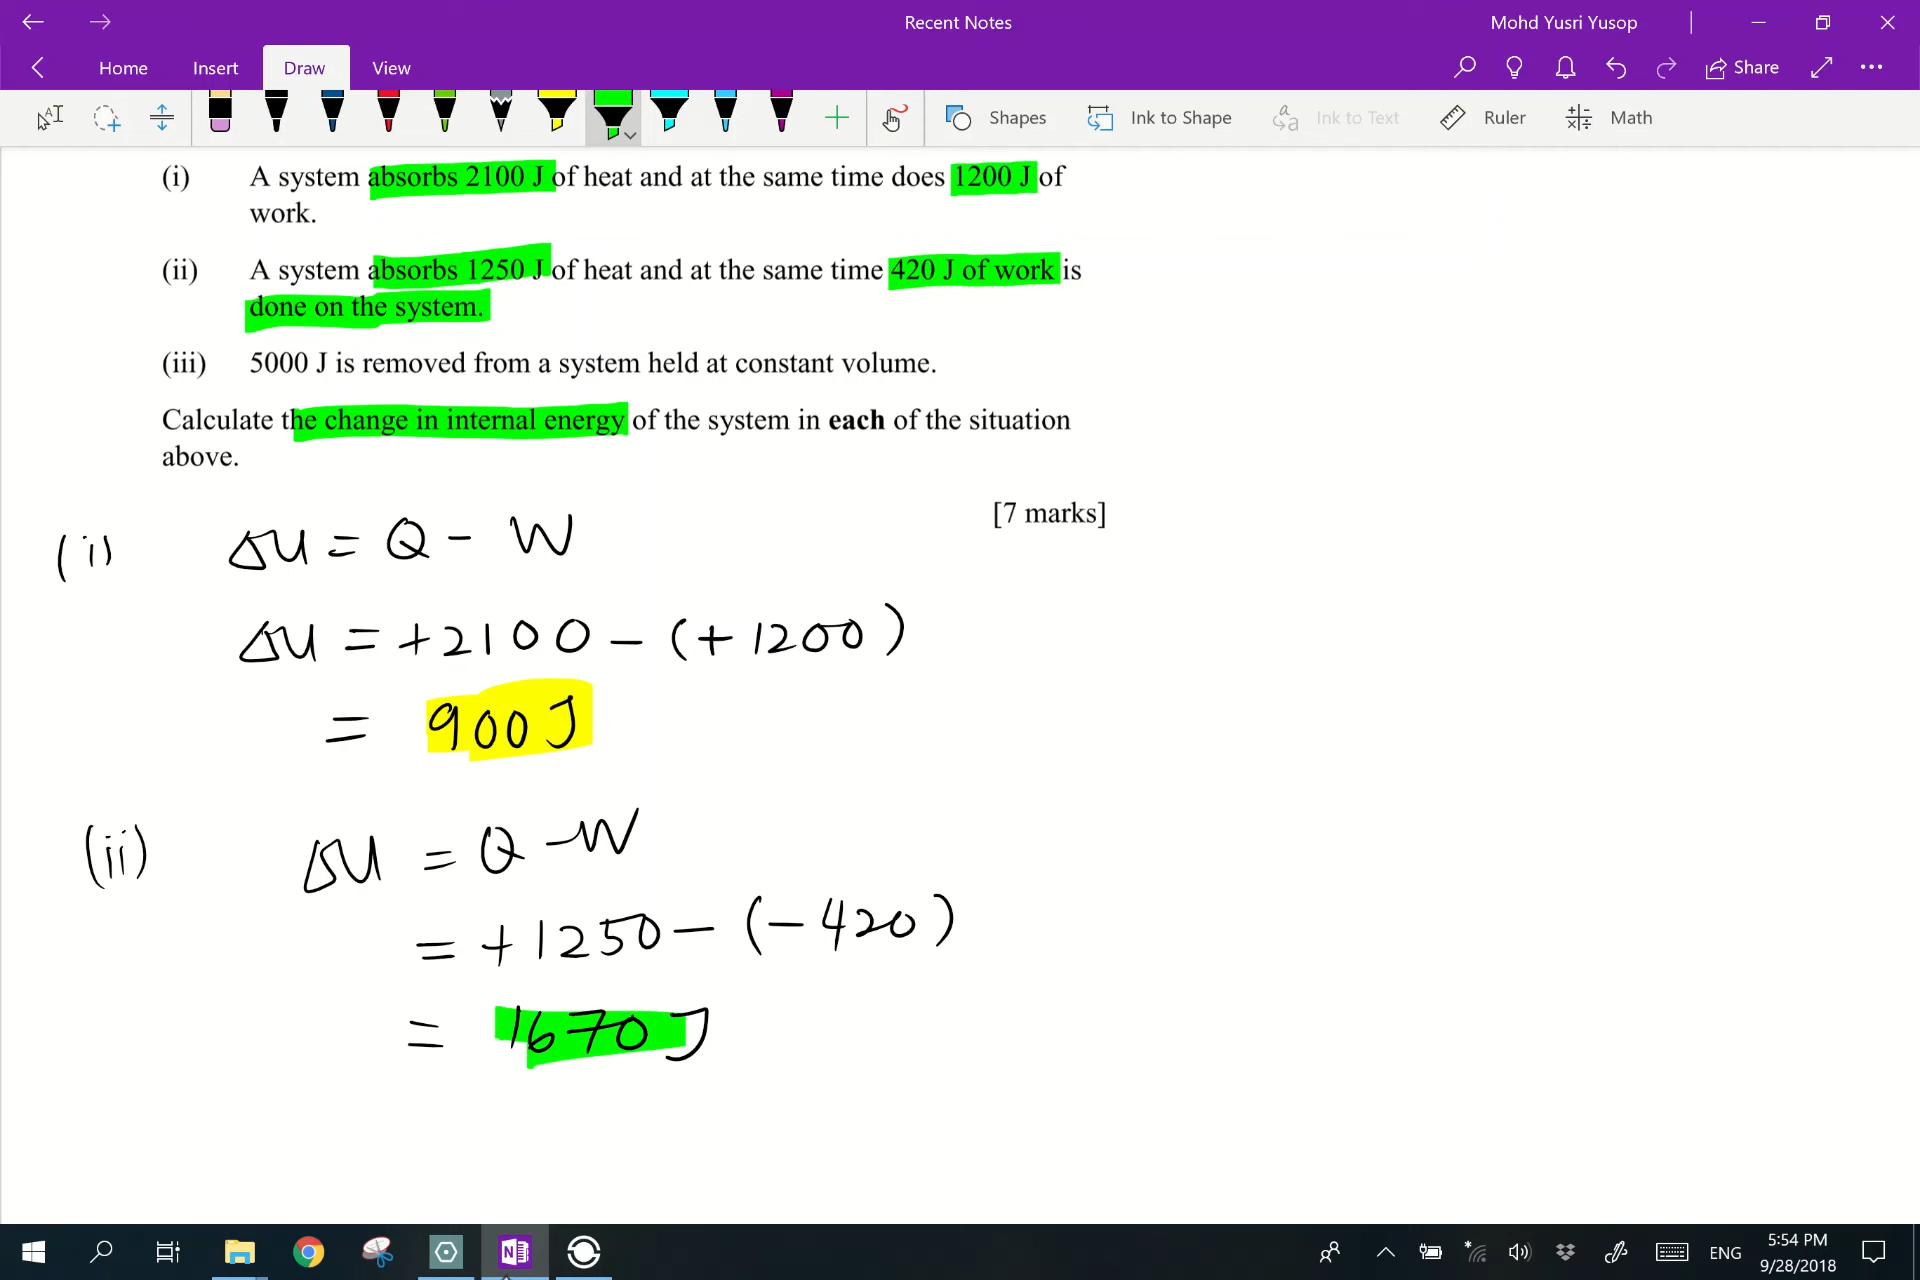 Recent Notes
Mohd Yusri Yusop
Home Insert Draw View
Share
Shapes Ink to Shape Ink to Text Ruler Math
(i) A system absorbs 2100 J of heat and at the same time does 1200 J of
work.
(ii) A system absorbs 1250 J of heat and at the same time 420 J of work is
done on the system.
(iii) 5000 J is removed from a system held at constant volume.
Calculate the change in internal energy of the system in each of the situation
above.
[7 marks]
(i) ΔU = Q - W
ΔU = +2100 - (+1200)
= 900 J
(ii) ΔU = Q - W
= +1250 - (-420)
= 1670 J
ENG
5:54 PM
9/28/2018